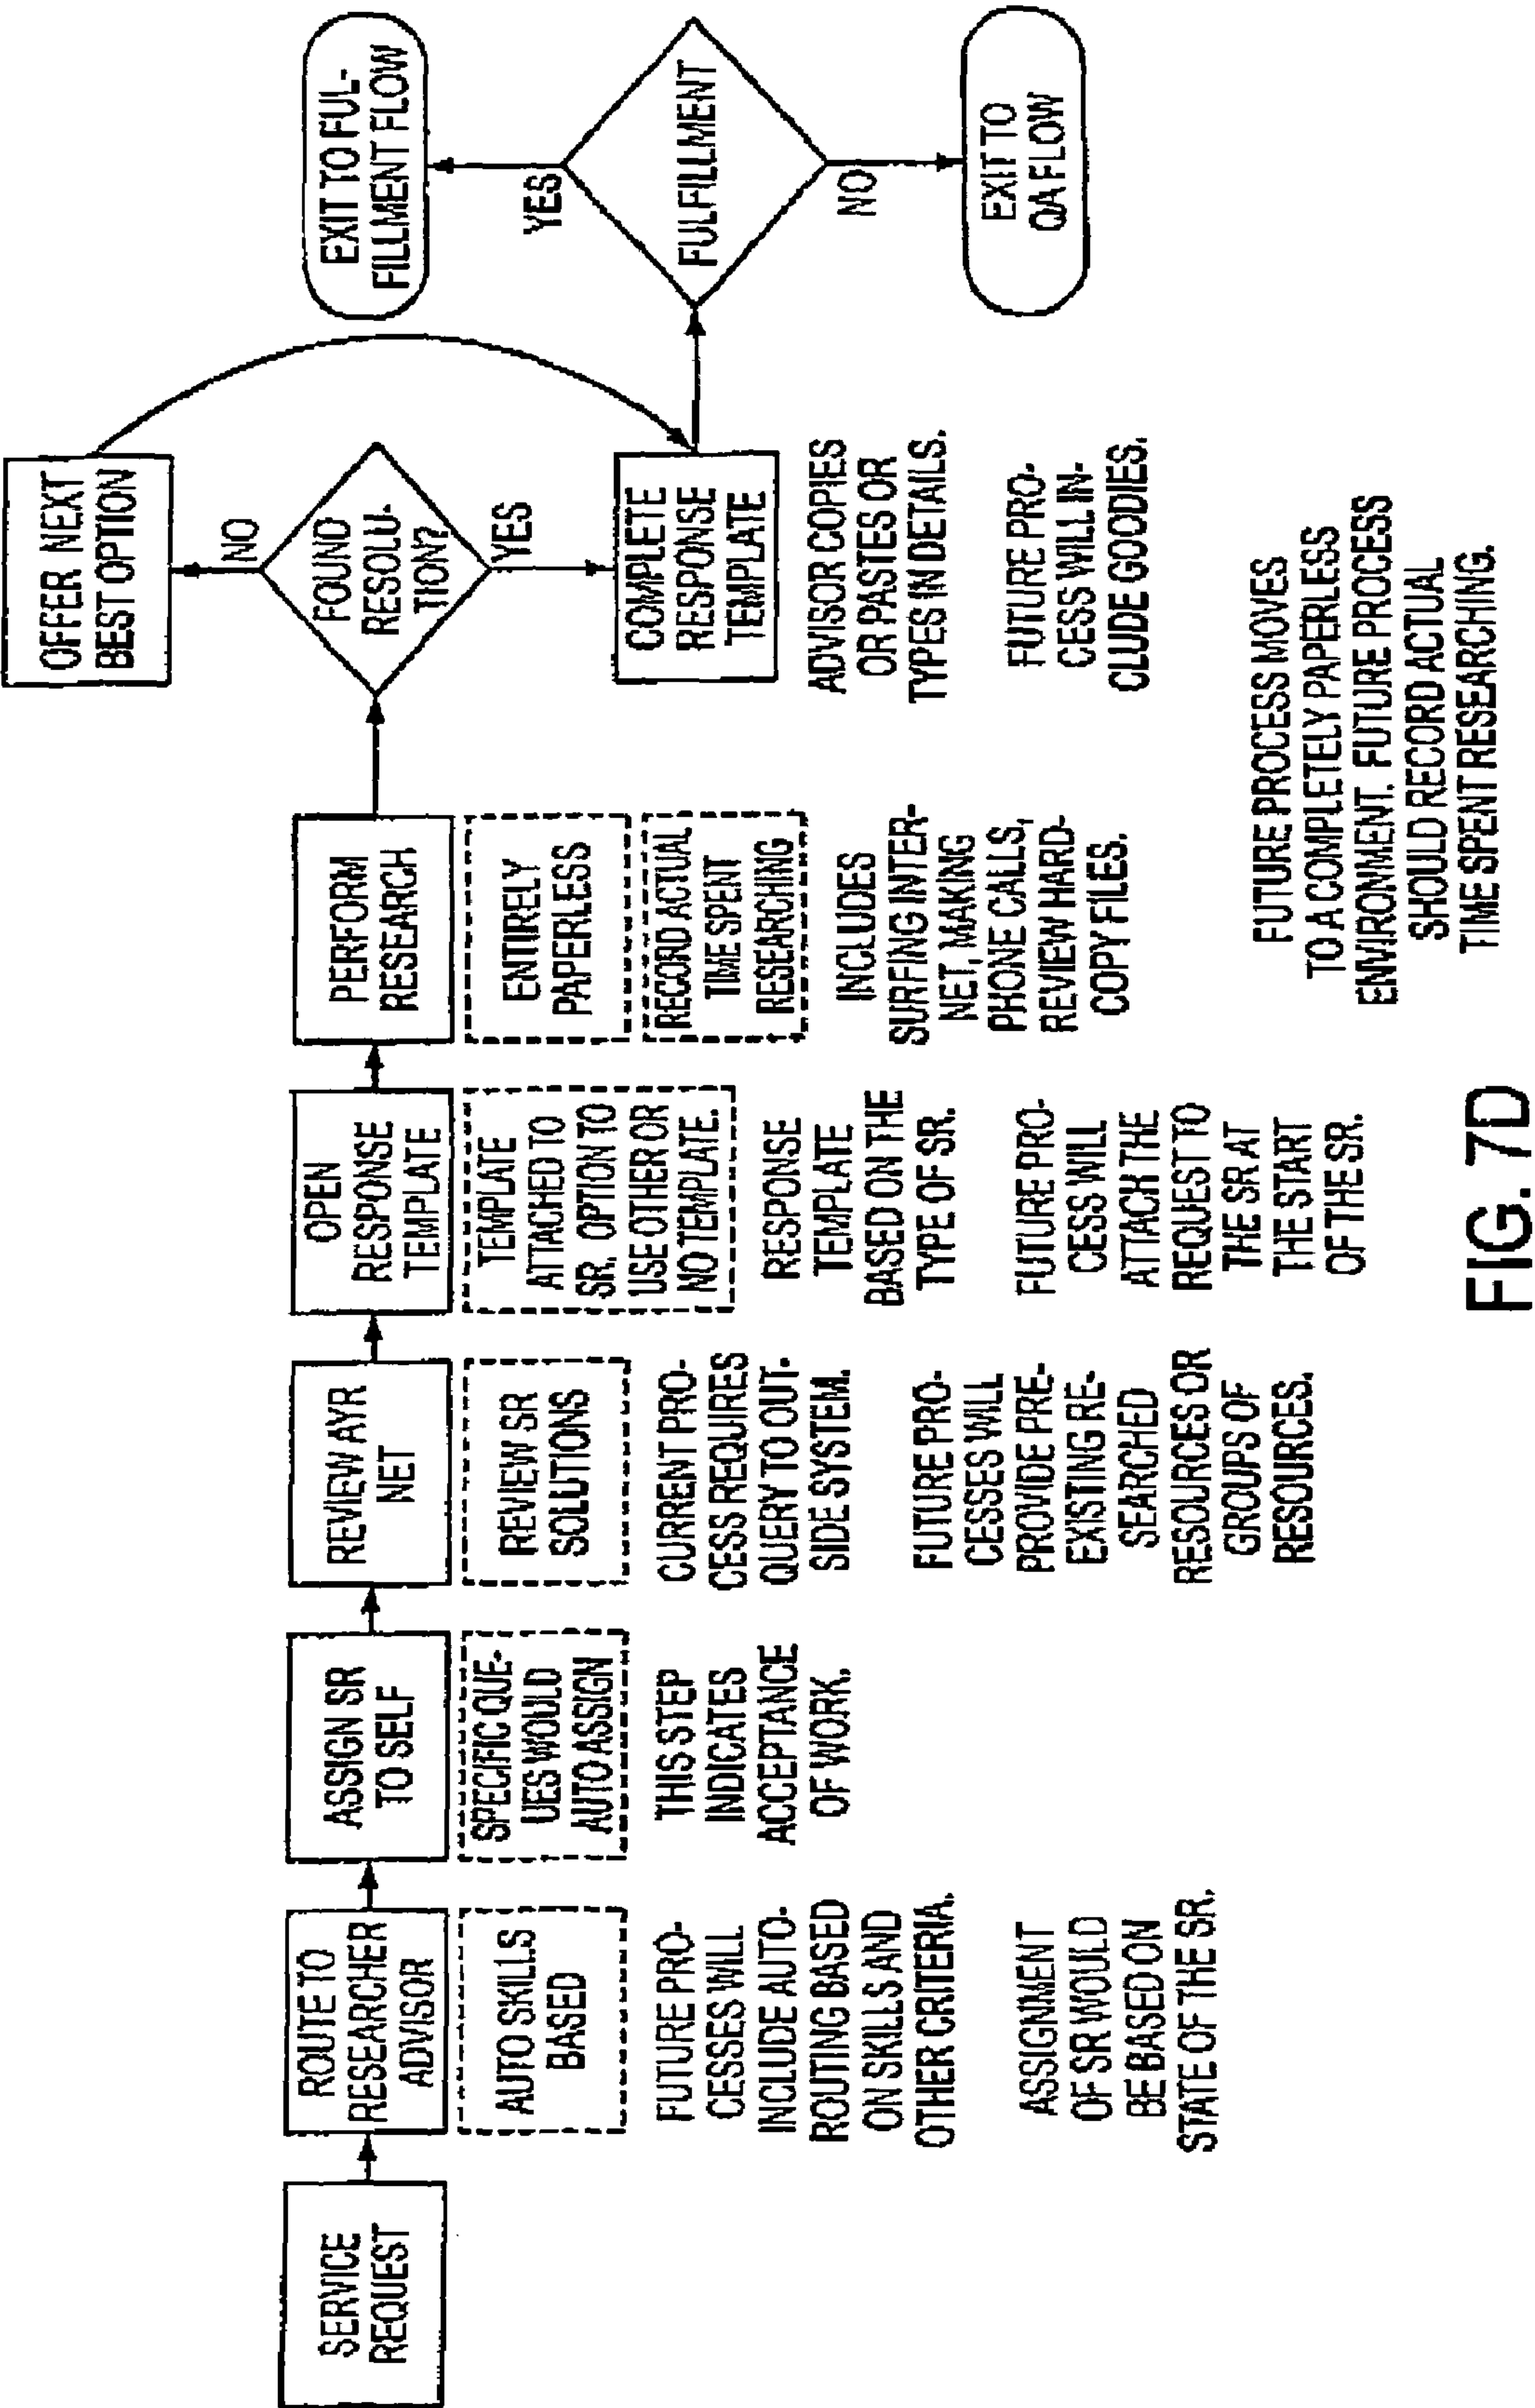 SERVICE
REQUEST
ROUTE TO
RESEARCHER
ADVISOR
AUTO SKILLS
BASED
FUTURE PRO-
CESSES WILL
INCLUDE AUTO-
ROUTING BASED
ON SKILLS AND
OTHER CRITERIA.
ASSIGNMENT
OF SR WOULD
BE BASED ON
STATE OF THE SR.
ASSIGN SR
TO SELF
SPECIFIC QUE-
UES WOULD
AUTO ASSIGN
THIS STEP
INDICATES
ACCEPTANCE
OF WORK.
REVIEW AYR
NET
REVIEW SR
SOLUTIONS
CURRENT PRO-
CESS REQUIRES
QUERY TO OUT-
SIDE SYSTEM.
FUTURE PRO-
CESSES WILL
PROVIDE PRE-
EXISTING RE-
SEARCHED
RESOURCES OR
GROUPS OF
RESOURCES.
OPEN
RESPONSE
TEMPLATE
TEMPLATE
ATTACHED TO
SR. OPTION TO
USE OTHER OR
NO TEMPLATE.
RESPONSE
TEMPLATE
BASED ON THE
TYPE OF SR.
FUTURE PRO-
CESS WILL
ATTACH THE
REQUEST TO
THE SR AT
THE START
OF THE SR.
PERFORM
RESEARCH
ENTIRELY
PAPERLESS
RECORD ACTUAL
TIME SPENT
RESEARCHING
INCLUDES
SURFING INTER-
NET, MAKING
PHONE CALLS,
REVIEW HARD-
COPY FILES.
OFFER NEXT
BEST OPTION
NO
FOUND
RESOLU-
TION?
YES
COMPLETE
RESPONSE
TEMPLATE
ADVISOR COPIES
OR PASTES OR
TYPES IN DETAILS.
FUTURE PRO-
CESS WILL IN-
CLUDE GOODIES.
FUTURE PROCESS MOVES
TO A COMPLETELY PAPERLESS
ENVIRONMENT. FUTURE PROCESS
SHOULD RECORD ACTUAL
TIME SPENT RESEARCHING.
EXIT TO FUL-
FILLMENT FLOW
YES
FULFILLMENT
NO
EXIT TO
QA FLOW
FIG. 7D